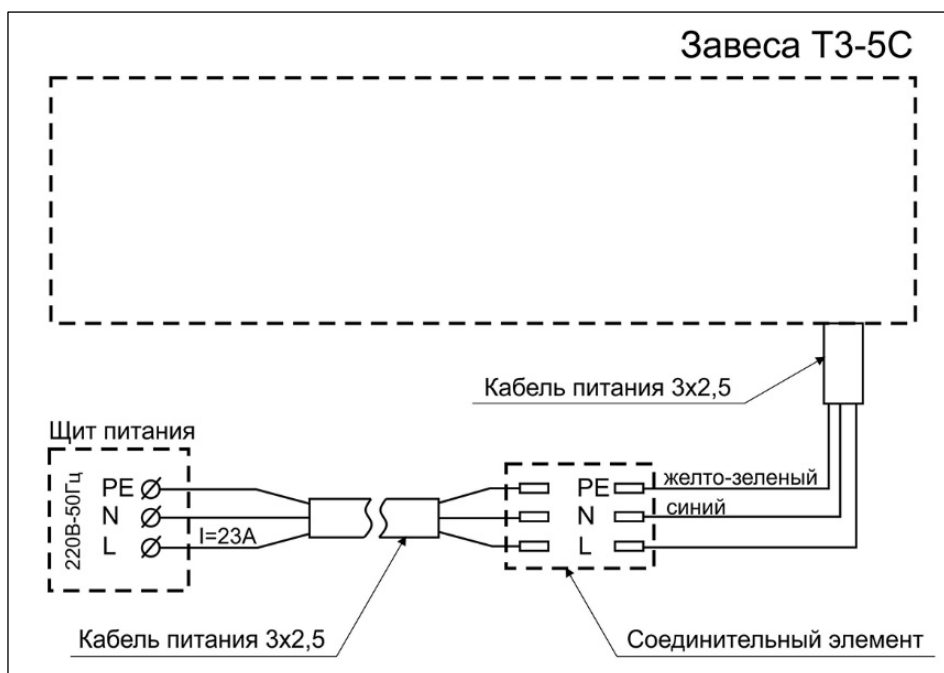 Завеса ТЗ-5С
Кабель питания 3х2,5
Щит питания
220В-50Гц
PE
N
L
I=23А
PE
N
L
желто-зеленый
синий
Кабель питания 3х2,5
Соединительный элемент